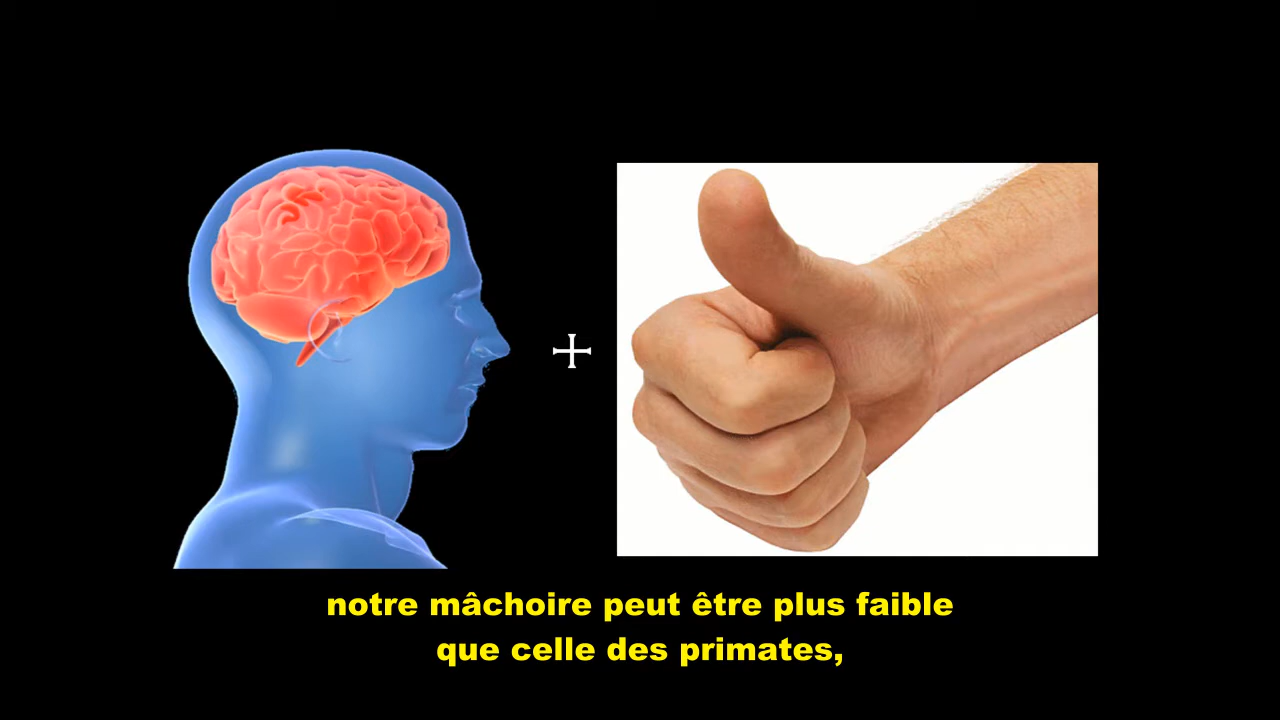 +
notre mâchoire peut être plus faible
que celle des primates,